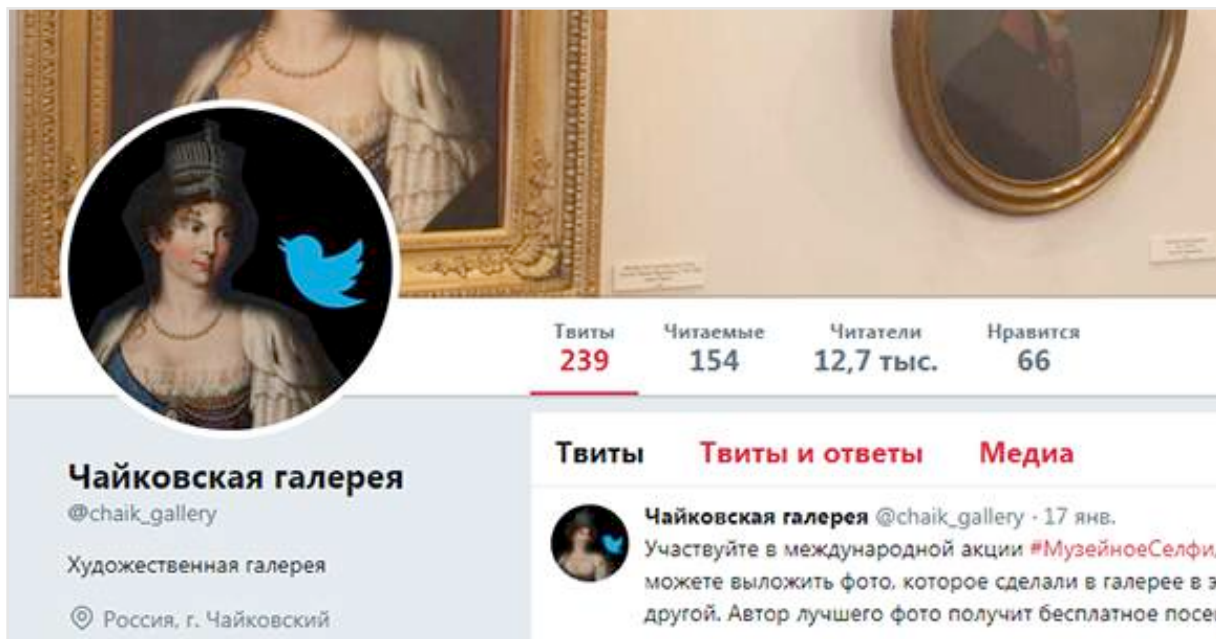 Твиты
239
Читаемые
154
Читатели
12,7 тыс.
Нравится
66
Чайковская галерея
@chaik_gallery
Художественная галерея
Россия, г. Чайковский
Твиты Твиты и ответы Медиа
Чайковская галерея @chaik_gallery · 17 янв.
Участвуйте в международной акции #МузейноеСелфи
можете выложить фото, которое сделали в галерее в э
другой. Автор лучшего фото получит бесплатное посе